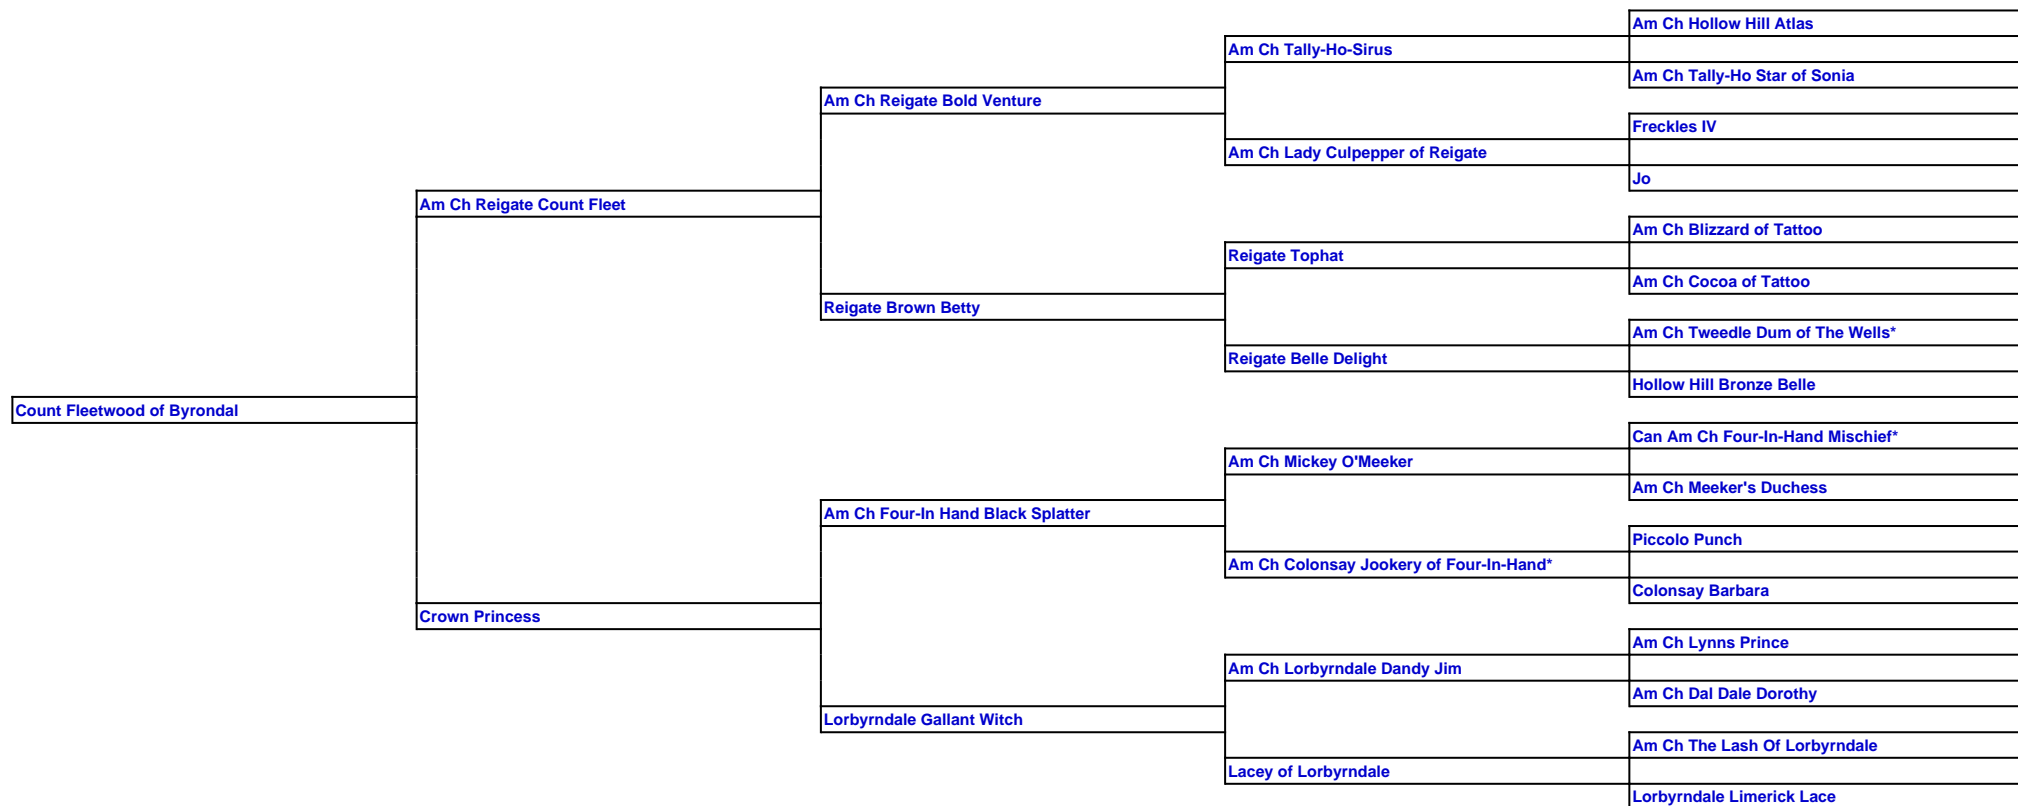 Am Ch Hollow Hill Atlas
Am Ch Tally-Ho-Sirus
Am Ch Tally-Ho Star of Sonia
Am Ch Reigate Bold Venture
Freckles IV
Am Ch Lady Culpepper of Reigate
Jo
Am Ch Reigate Count Fleet
Am Ch Blizzard of Tattoo
Reigate Tophat
Am Ch Cocoa of Tattoo
Reigate Brown Betty
Am Ch Tweedle Dum of The Wells*
Reigate Belle Delight
Hollow Hill Bronze Belle
Count Fleetwood of Byrondal
Can Am Ch Four-In-Hand Mischief*
Am Ch Mickey O'Meeker
Am Ch Meeker's Duchess
Am Ch Four-In Hand Black Splatter
Piccolo Punch
Am Ch Colonsay Jookery of Four-In-Hand*
Colonsay Barbara
Crown Princess
Am Ch Lynns Prince
Am Ch Lorbyrndale Dandy Jim
Am Ch Dal Dale Dorothy
Lorbyrndale Gallant Witch
Am Ch The Lash Of Lorbyrndale
Lacey of Lorbyrndale
Lorbyrndale Limerick Lace